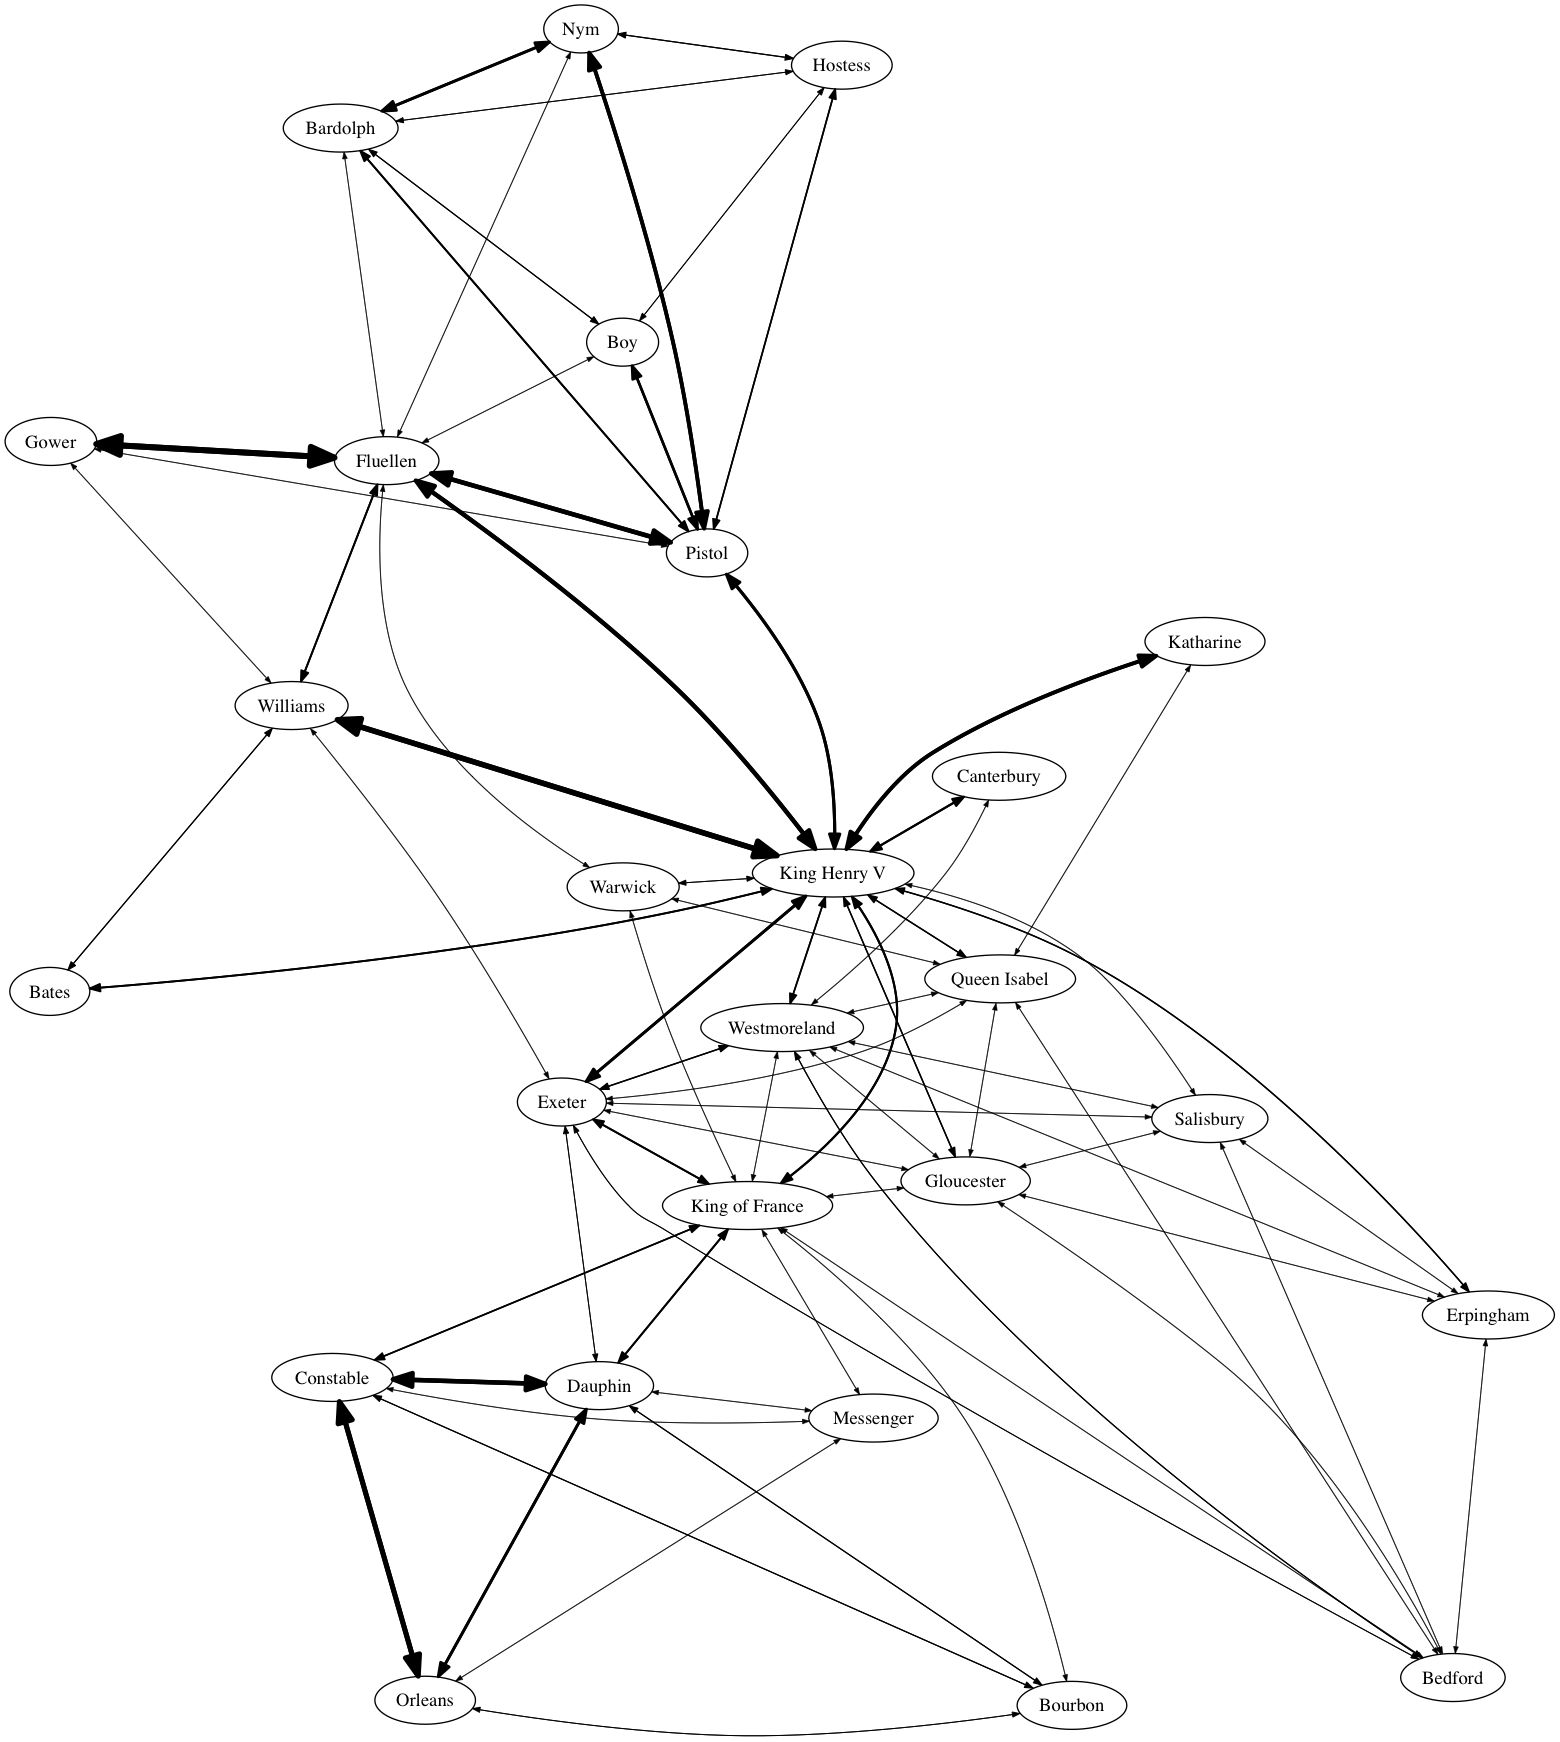 Nym
Hostess
Bardolph
Boy
Gower
Fluellen
Pistol
Katharine
Williams
Canterbury
King Henry V
Warwick
Queen Isabel
Bates
Westmoreland
Exeter
Salisbury
Gloucester
King of France
Erpingham
Constable
Dauphin
Messenger
Bedford
Orleans
Bourbon